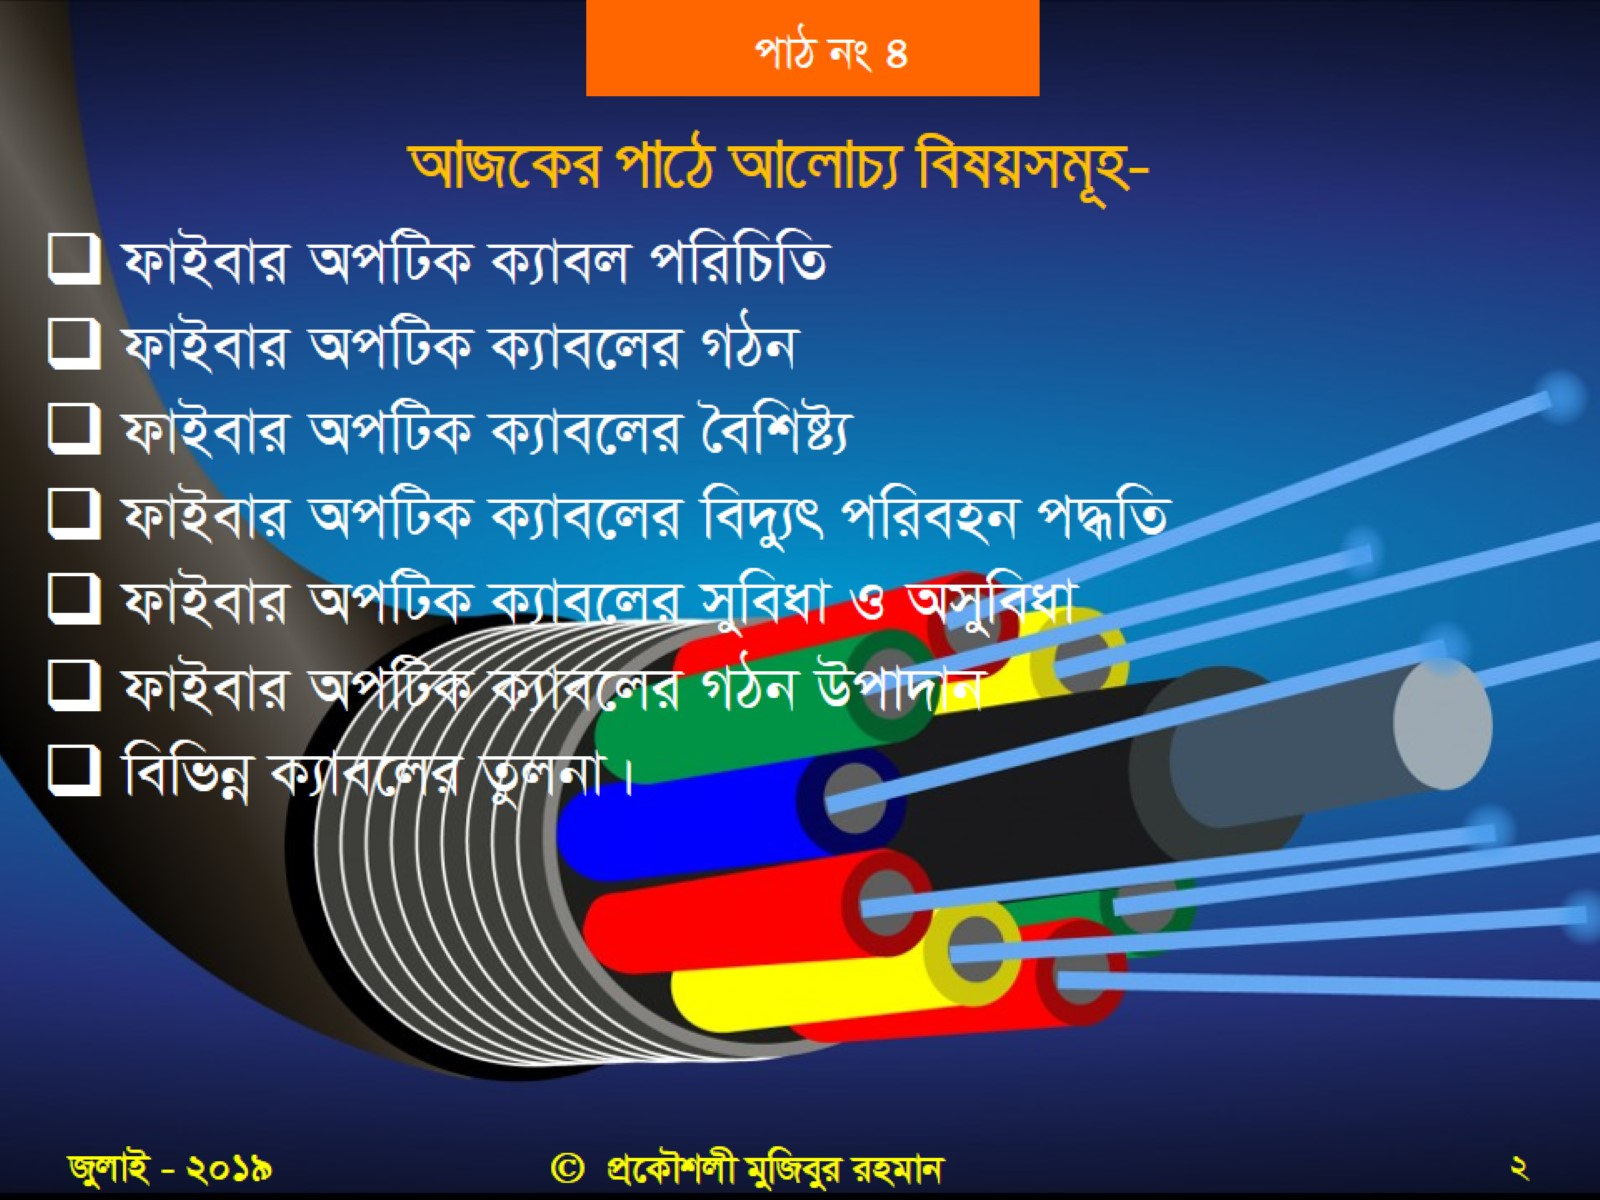 পাঠ নং ৪
আজকের পাঠে আলোচ্য বিষয়সমূহ-
ফাইবার অপটিক ক্যাবল পরিচিতি
ফাইবার অপটিক ক্যাবলের গঠন
ফাইবার অপটিক ক্যাবলের বৈশিষ্ট্য
ফাইবার অপটিক ক্যাবলের বিদ্যুৎ পরিবহন পদ্ধতি
ফাইবার অপটিক ক্যাবলের সুবিধা ও অসুবিধা
ফাইবার অপটিক ক্যাবলের গঠন উপাদান
বিভিন্ন ক্যাবলের তুলনা।
জুলাই - ২০১৯ © প্রকৌশলী মুজিবুর রহমান ২